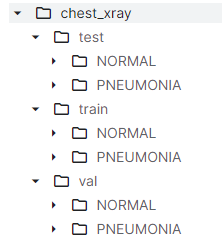 chest_xray
test
NORMAL
PNEUMONIA
train
NORMAL
PNEUMONIA
val
NORMAL
PNEUMONIA